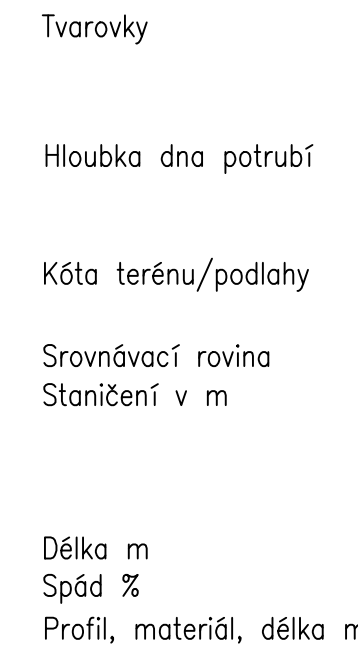 Tvarovky
Hloubka dna potrubí
Kóta terénu/podlahy
Srovnávací rovina
Staničení v m
Délka m
Spád %
Profil, materiál, délka m